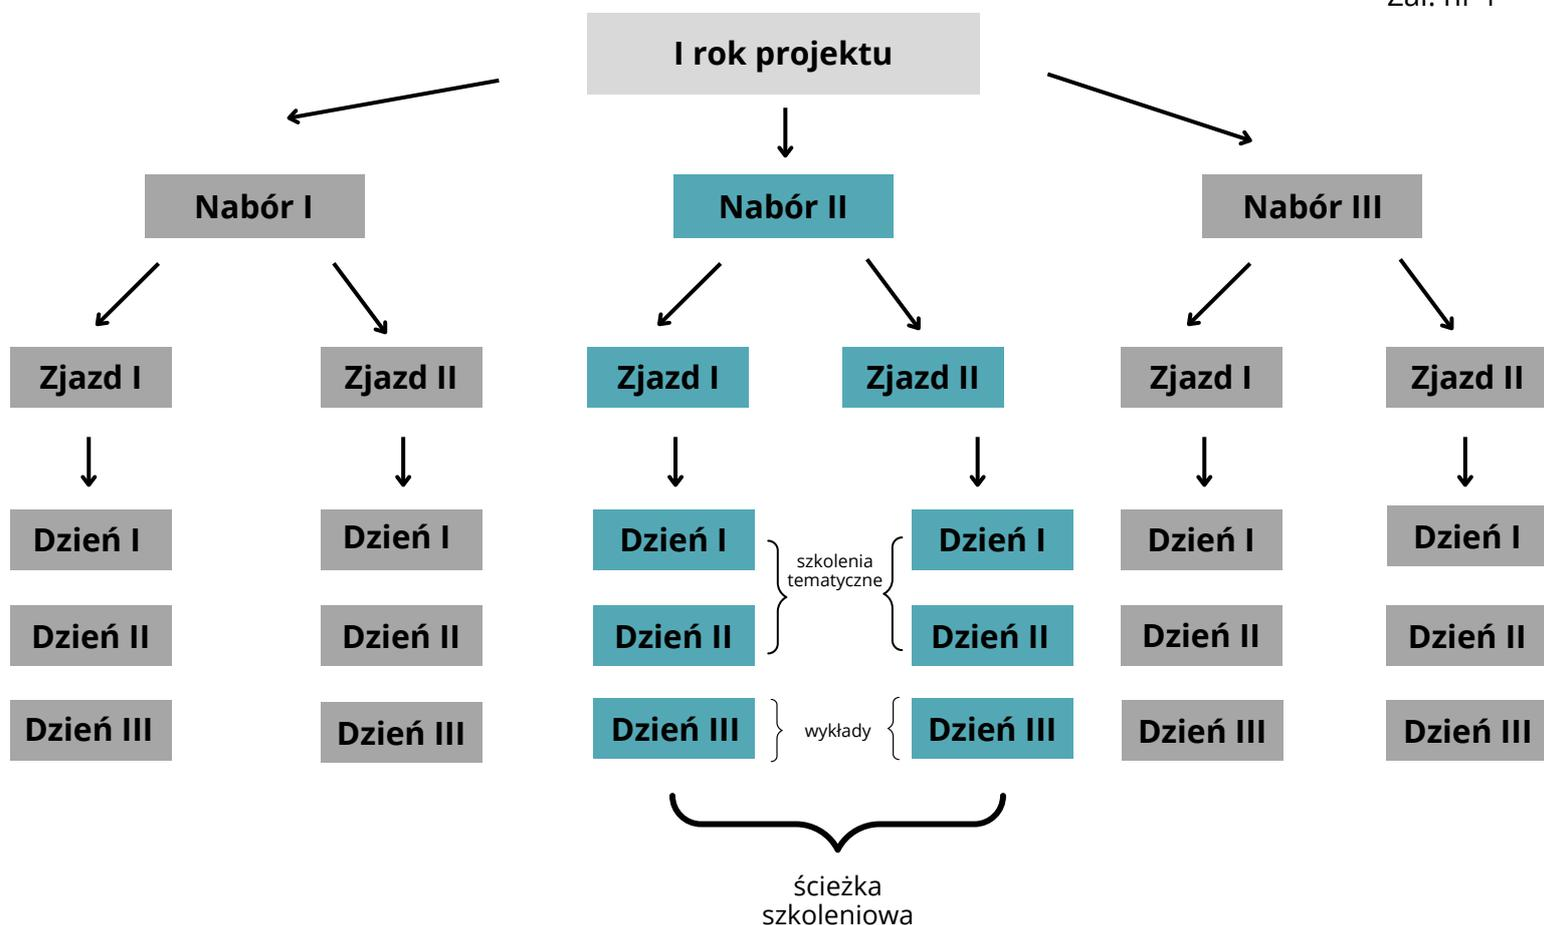 I rok projektu
Nabór I
Nabór II
Nabór III
Zjazd I
Zjazd II
Zjazd I
Zjazd II
Zjazd I
Zjazd II
Dzień I
Dzień I
Dzień I
szkolenia
tematyczne
Dzień I
Dzień I
Dzień I
Dzień II
Dzień II
Dzień II
Dzień II
Dzień II
Dzień II
Dzień III
Dzień III
Dzień III
wykłady
Dzień III
Dzień III
Dzień III
ścieżka
szkoleniowa